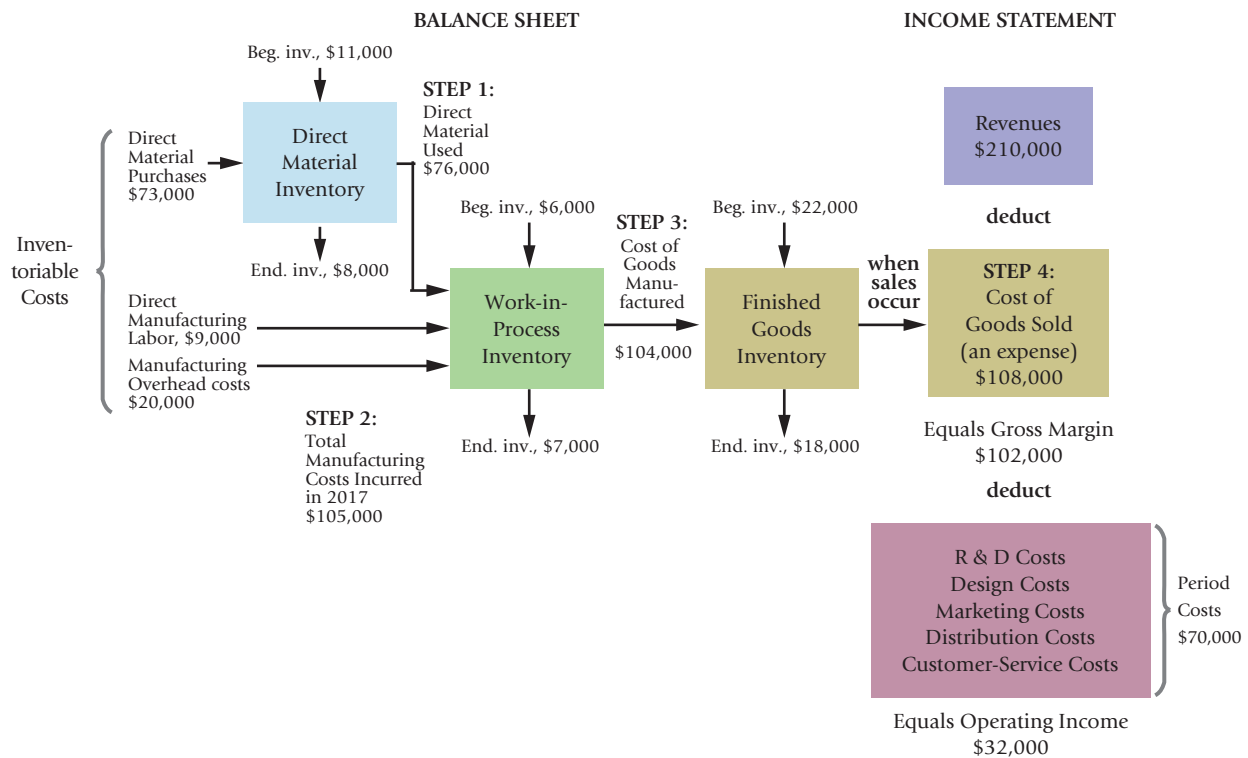 BALANCE SHEET
INCOME STATEMENT
Beg. inv., $11,000
Direct
Material
Purchases
$73,000
Direct
Material
Inventory
STEP 1:
Direct
Material
Used
$76,000
End. inv., $8,000
Inven-
toriable
Costs
Direct
Manufacturing
Labor, $9,000
Manufacturing
Overhead costs
$20,000
STEP 2:
Total
Manufacturing
Costs Incurred
in 2017
$105,000
Beg. inv., $6,000
Work-in-
Process
Inventory
End. inv., $7,000
STEP 3:
Cost of
Goods
Manu-
factured
$104,000
Beg. inv., $22,000
Finished
Goods
Inventory
End. inv., $18,000
when
sales
occur
Revenues
$210,000
deduct
STEP 4:
Cost of
Goods Sold
(an expense)
$108,000
Equals Gross Margin
$102,000
deduct
R & D Costs
Design Costs
Marketing Costs
Distribution Costs
Customer-Service Costs
Period
Costs
$70,000
Equals Operating Income
$32,000